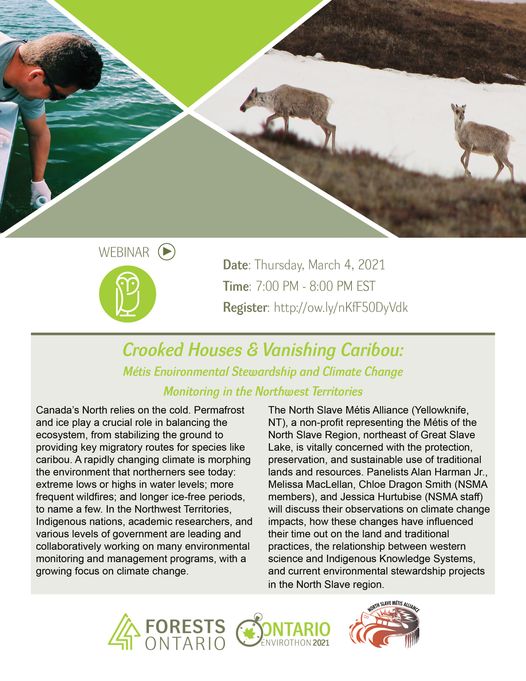 WEBINAR
Date: Thursday, March 4, 2021
Time: 7:00 PM - 8:00 PM EST
Register: http://ow.ly/nKfF50DyVdk
Crooked Houses & Vanishing Caribou:
Métis Environmental Stewardship and Climate Change
Monitoring in the Northwest Territories
Canada's North relies on the cold. Permafrost
and ice play a crucial role in balancing the
ecosystem, from stabilizing the ground to
providing key migratory routes for species like
caribou. A rapidly changing climate is morphing
the environment that northerners see today:
extreme lows or highs in water levels; more
frequent wildfires; and longer ice-free periods,
to name a few. In the Northwest Territories,
Indigenous nations, academic researchers, and
various levels of government are leading and
collaboratively working on many environmental
monitoring and management programs, with a
growing focus on climate change.
The North Slave Métis Alliance (Yellowknife,
NT), a non-profit representing the Métis of the
North Slave Region, northeast of Great Slave
Lake, is vitally concerned with the protection,
preservation, and sustainable use of traditional
lands and resources. Panelists Alan Harman Jr.,
Melissa MacLellan, Chloe Dragon Smith (NSMA
members), and Jessica Hurtubise (NSMA staff)
will discuss their observations on climate change
impacts, how these changes have influenced
their time out on the land and traditional
practices, the relationship between western
science and Indigenous Knowledge Systems,
and current environmental stewardship projects
in the North Slave region.
FORESTS
ONTARIO
ONTARIO
ENVIROTHON 2021
NORTH SLAVE MÉTIS ALLIANCE